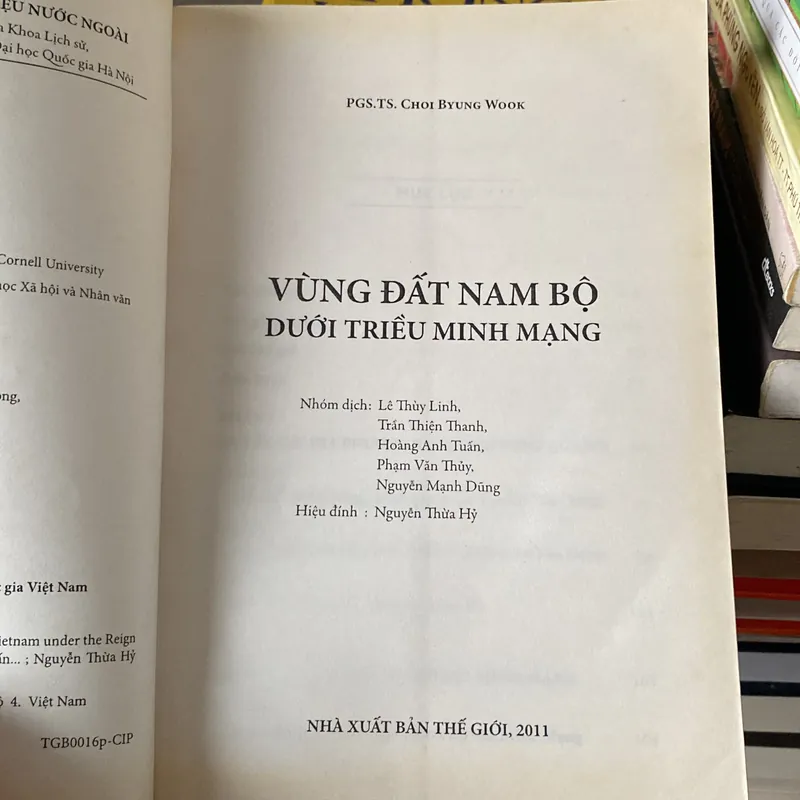 ỆU NƯỚC NGOÀI
Khoa Lịch sử,
Đại học Quốc gia Hà Nội
Cornell University
học Xã hội và Nhân văn
gia Việt Nam
ietnam under the Reign
; Nguyễn Thừa Hỷ
4. Việt Nam
TGB0016p-CIP
PGS.TS. CHOI BYUNG WOOK
VÙNG ĐẤT NAM BỘ
DƯỚI TRIỀU MINH MẠNG
Nhóm dịch: Lê Thùy Linh,
Trần Thiện Thanh,
Hoàng Anh Tuấn,
Phạm Văn Thủy,
Nguyễn Mạnh Dũng
Hiệu đính : Nguyễn Thừa Hỷ
NHÀ XUẤT BẢN THẾ GIỚI, 2011